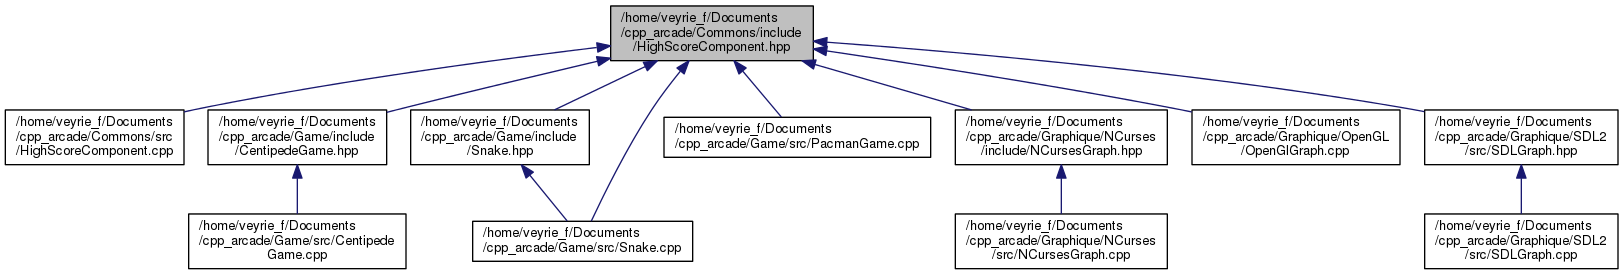 /home/veyrie_f/Documents
/cpp_arcade/Commons/include
/HighScoreComponent.hpp
/home/veyrie_f/Documents
/cpp_arcade/Commons/src
/HighScoreComponent.cpp
/home/veyrie_f/Documents
/cpp_arcade/Game/include
/CentipedeGame.hpp
/home/veyrie_f/Documents
/cpp_arcade/Game/include
/Snake.hpp
/home/veyrie_f/Documents
/cpp_arcade/Game/src/PacmanGame.cpp
/home/veyrie_f/Documents
/cpp_arcade/Graphique/NCurses
/include/NCursesGraph.hpp
/home/veyrie_f/Documents
/cpp_arcade/Graphique/OpenGL
/OpenGlGraph.cpp
/home/veyrie_f/Documents
/cpp_arcade/Graphique/SDL2
/src/SDLGraph.hpp
/home/veyrie_f/Documents
/cpp_arcade/Game/src/Centipede
Game.cpp
/home/veyrie_f/Documents
/cpp_arcade/Game/src/Snake.cpp
/home/veyrie_f/Documents
/cpp_arcade/Graphique/NCurses
/src/NCursesGraph.cpp
/home/veyrie_f/Documents
/cpp_arcade/Graphique/SDL2
/src/SDLGraph.cpp